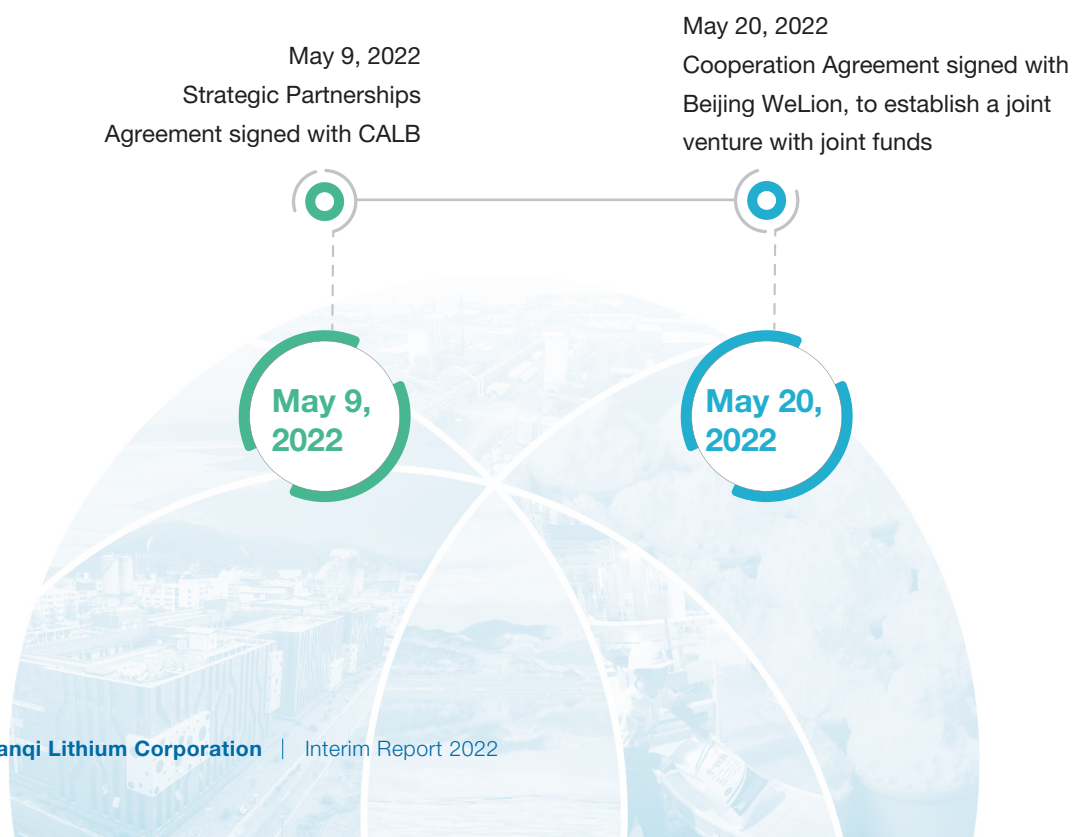 May 9, 2022
Strategic Partnerships
Agreement signed with CALB
May 20, 2022
Cooperation Agreement signed with
Beijing WeLion, to establish a joint
venture with joint funds
May 9,
2022
May 20,
2022
anqi Lithium Corporation | Interim Report 2022